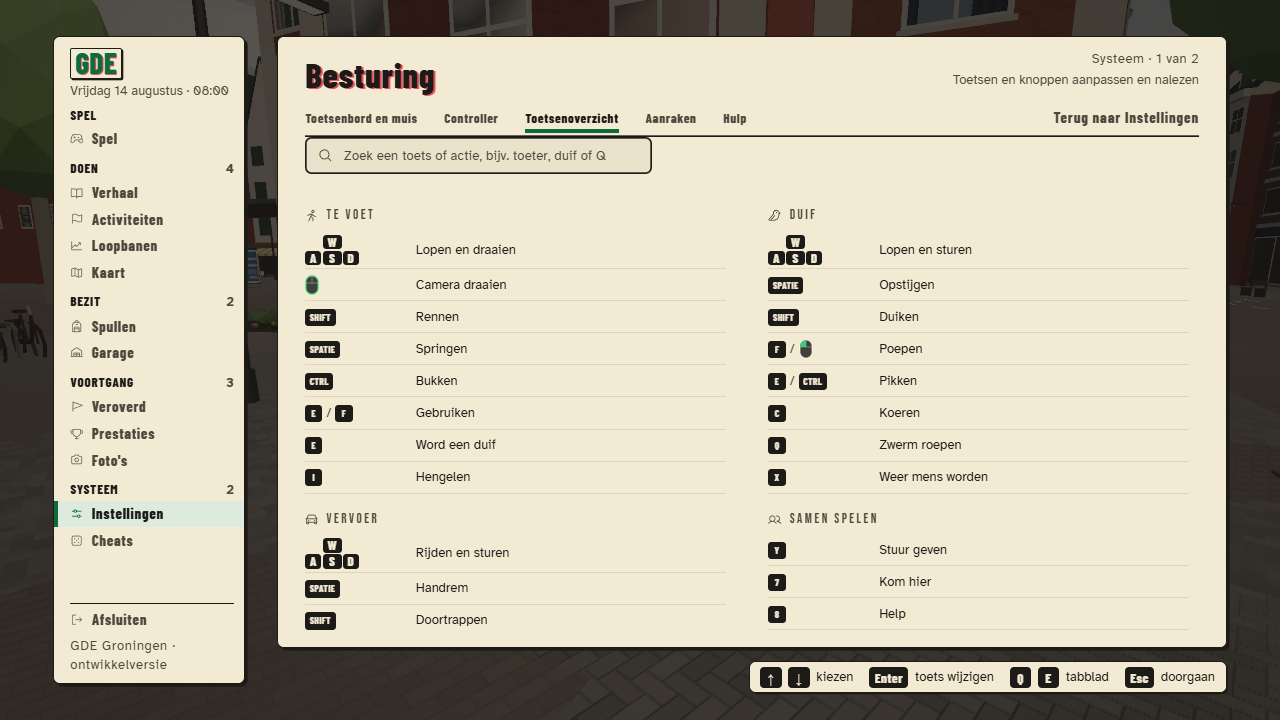 GDE
Vrijdag 14 augustus · 08:00
SPEL
Spel
DOEN 4
Verhaal
Activiteiten
Loopbanen
Kaart
BEZIT 2
Spullen
Garage
VOORTGANG 3
Veroverd
Prestaties
Foto's
SYSTEEM 2
Instellingen
Cheats
Afsluiten
GDE Groningen ·
ontwikkelversie
Besturing
Systeem · 1 van 2
Toetsen en knoppen aanpassen en nalezen
Toetsenbord en muis Controller Toetsenoverzicht Aanraken Hulp Terug naar Instellingen
Zoek een toets of actie, bijv. toeter, duif of Q
TE VOET
W
A S D Lopen en draaien
Camera draaien
SHIFT Rennen
SPATIE Springen
CTRL Bukken
E / F Gebruiken
E Word een duif
I Hengelen
VERVOER
W
A S D Rijden en sturen
SPATIE Handrem
SHIFT Doortrappen
DUIF
W
A S D Lopen en sturen
SPATIE Opstijgen
SHIFT Duiken
F / Poepen
E / CTRL Pikken
C Koeren
Q Zwerm roepen
X Weer mens worden
SAMEN SPELEN
Y Stuur geven
7 Kom hier
8 Help
↑ ↓ kiezen Enter toets wijzigen Q E tabblad Esc doorgaan